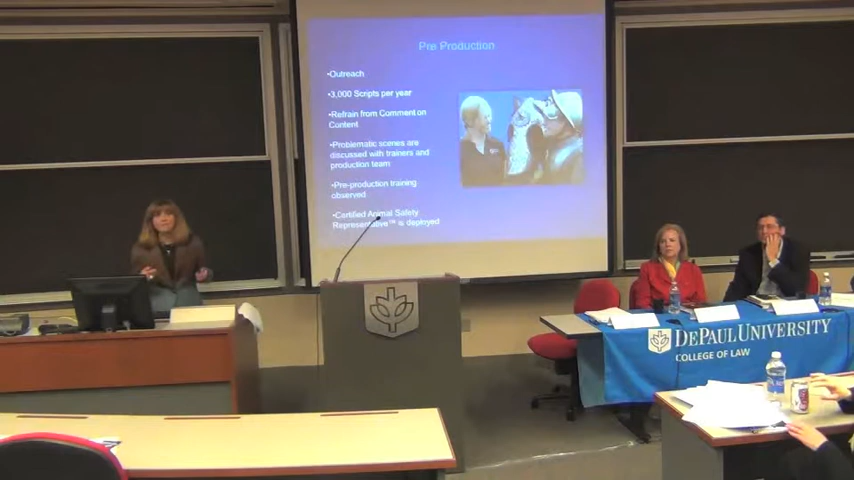 Pre Production
•Outreach
•3,000 Scripts per year
•Refrain from Comment on
Content
•Problematic scenes are
discussed with trainers and
production team
•Pre-production training
observed
•Certified Animal Safety
Representative™ is deployed
DEPAUL UNIVERSITY
COLLEGE OF LAW